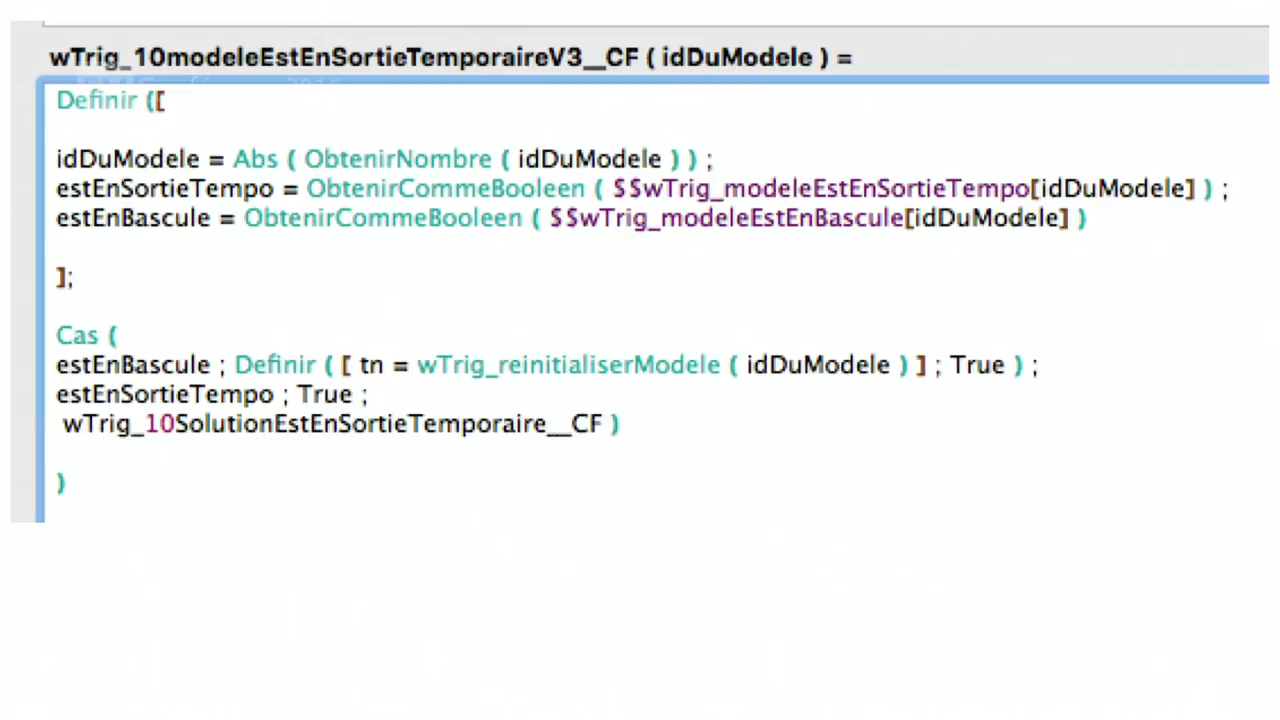 wTrig_10modeleEstEnSortieTemporaireV3__CF ( idDuModele ) =
Definir ([
idDuModele = Abs ( ObtenirNombre ( idDuModele ) ) ;
estEnSortieTempo = ObtenirCommeBooleen ( $$wTrig_modeleEstEnSortieTempo[idDuModele] ) ;
estEnBascule = ObtenirCommeBooleen ( $$wTrig_modeleEstEnBascule[idDuModele] )
];
Cas (
estEnBascule ; Definir ( [ tn = wTrig_reinitialiserModele ( idDuModele ) ] ; True ) ;
estEnSortieTempo ; True ;
wTrig_10SolutionEstEnSortieTemporaire__CF )
)